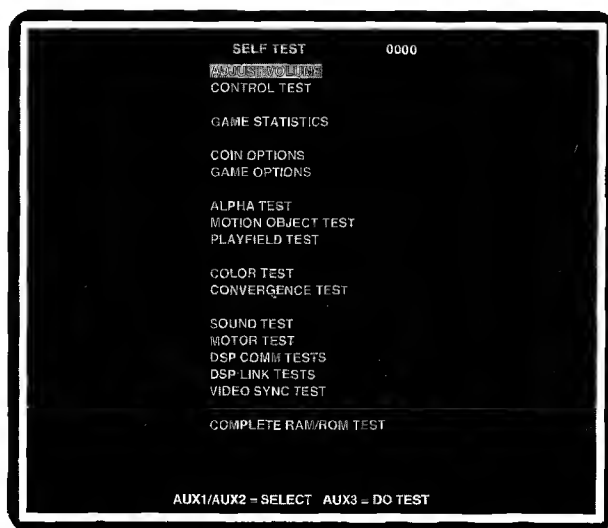 SELF TEST 0000
ADJUST VOLUME
CONTROL TEST
GAME STATISTICS
COIN OPTIONS
GAME OPTIONS
ALPHA TEST
MOTION OBJECT TEST
PLAYFIELD TEST
COLOR TEST
CONVERGENCE TEST
SOUND TEST
MOTOR TEST
DSP COMM TESTS
DSP LINK TESTS
VIDEO SYNC TEST
COMPLETE RAM/ROM TEST
AUX1/AUX2 = SELECT AUX3 = DO TEST